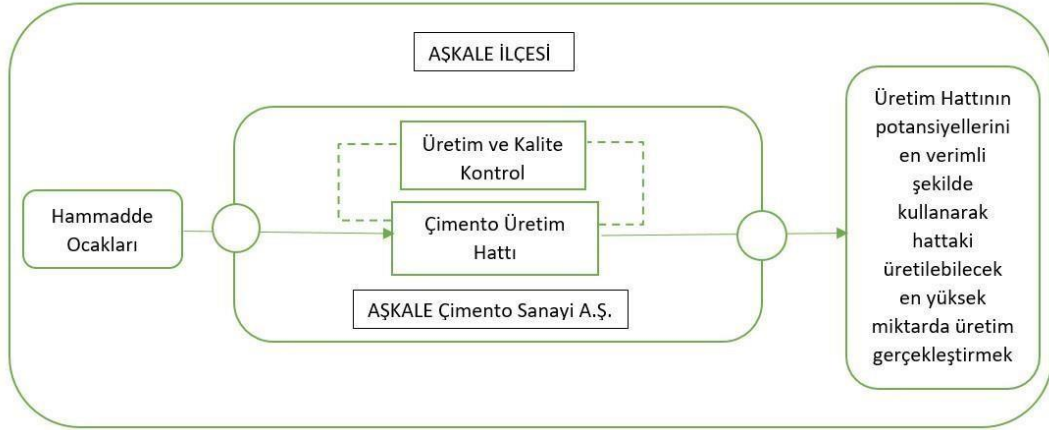 AŞKALE İLÇESİ
Üretim ve Kalite
Kontrol
Hammadde
Ocakları
Çimento Üretim
Hattı
AŞKALE Çimento Sanayi A.Ş.
Üretim Hattının
potansiyellerini
en verimli
şekilde
kullanarak
hattaki
üretilebilecek
en yüksek
miktarda üretim
gerçekleştirmek